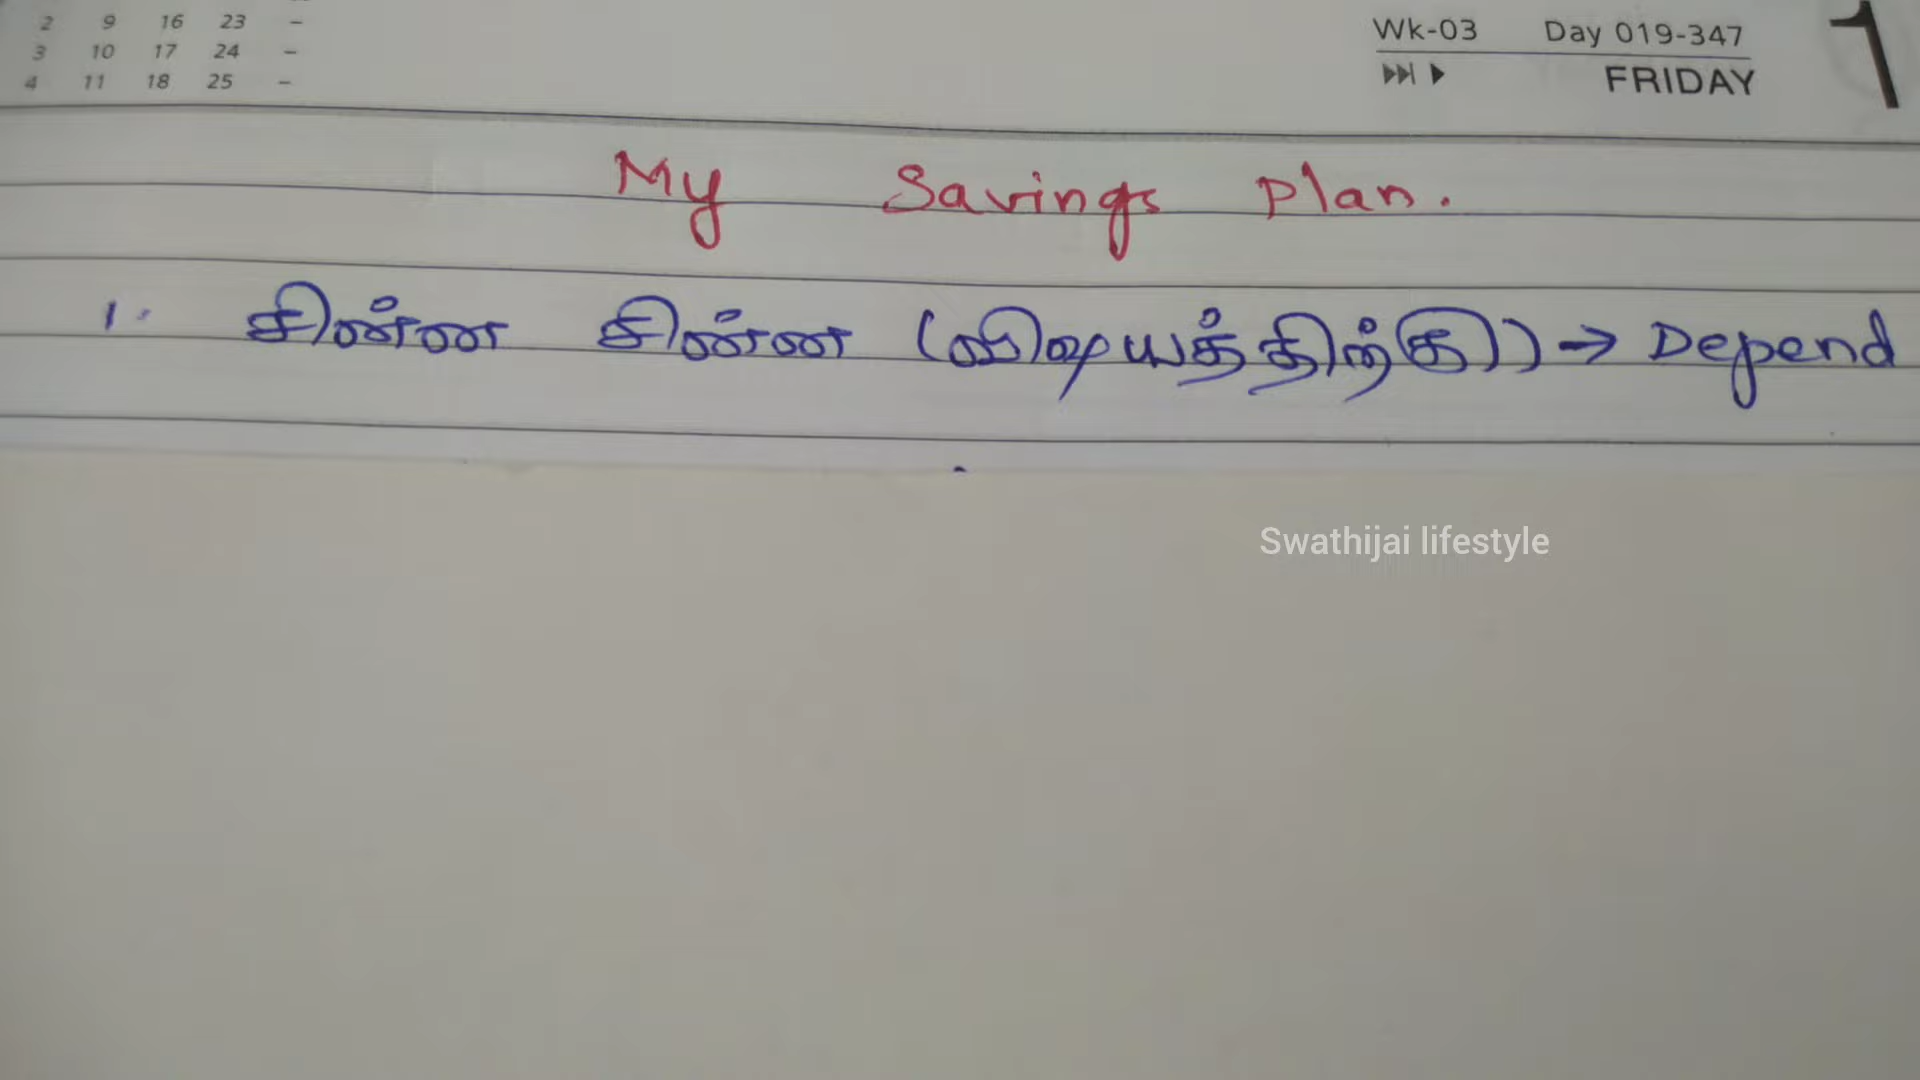 2 9 16 23 –
3 10 17 24 –
4 11 18 25 –
Wk-03 Day 019-347
FRIDAY
1
My Savings Plan.
1. சின்ன சின்ன (விஷயத்திற்கு) → Depend
Swathijai lifestyle